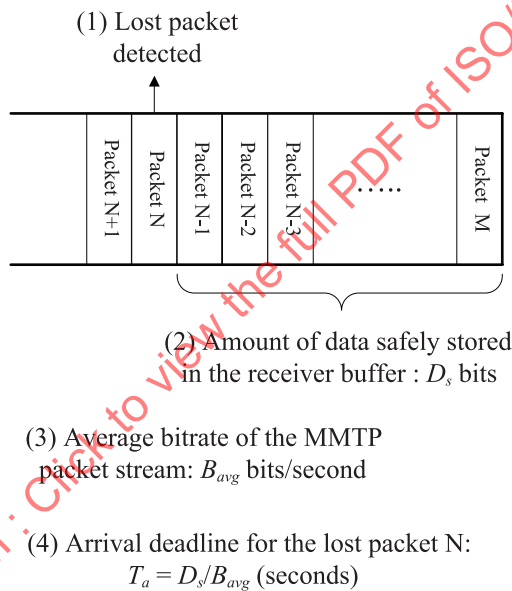 (1) Lost packet
detected
Packet N+1
Packet N
Packet N-1
Packet N-2
Packet N-3
.....
Packet M
(2) Amount of data safely stored
in the receiver buffer : Ds bits
(3) Average bitrate of the MMTP
packet stream: Bavg bits/second
(4) Arrival deadline for the lost packet N:
Ta = Ds/Bavg (seconds)
: Click to view the full PDF of ISO/